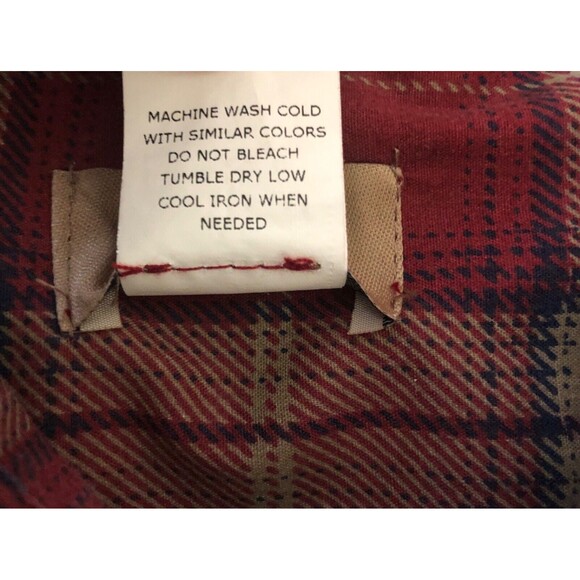 MACHINE WASH COLD
WITH SIMILAR COLORS
DO NOT BLEACH
TUMBLE DRY LOW
COOL IRON WHEN
NEEDED